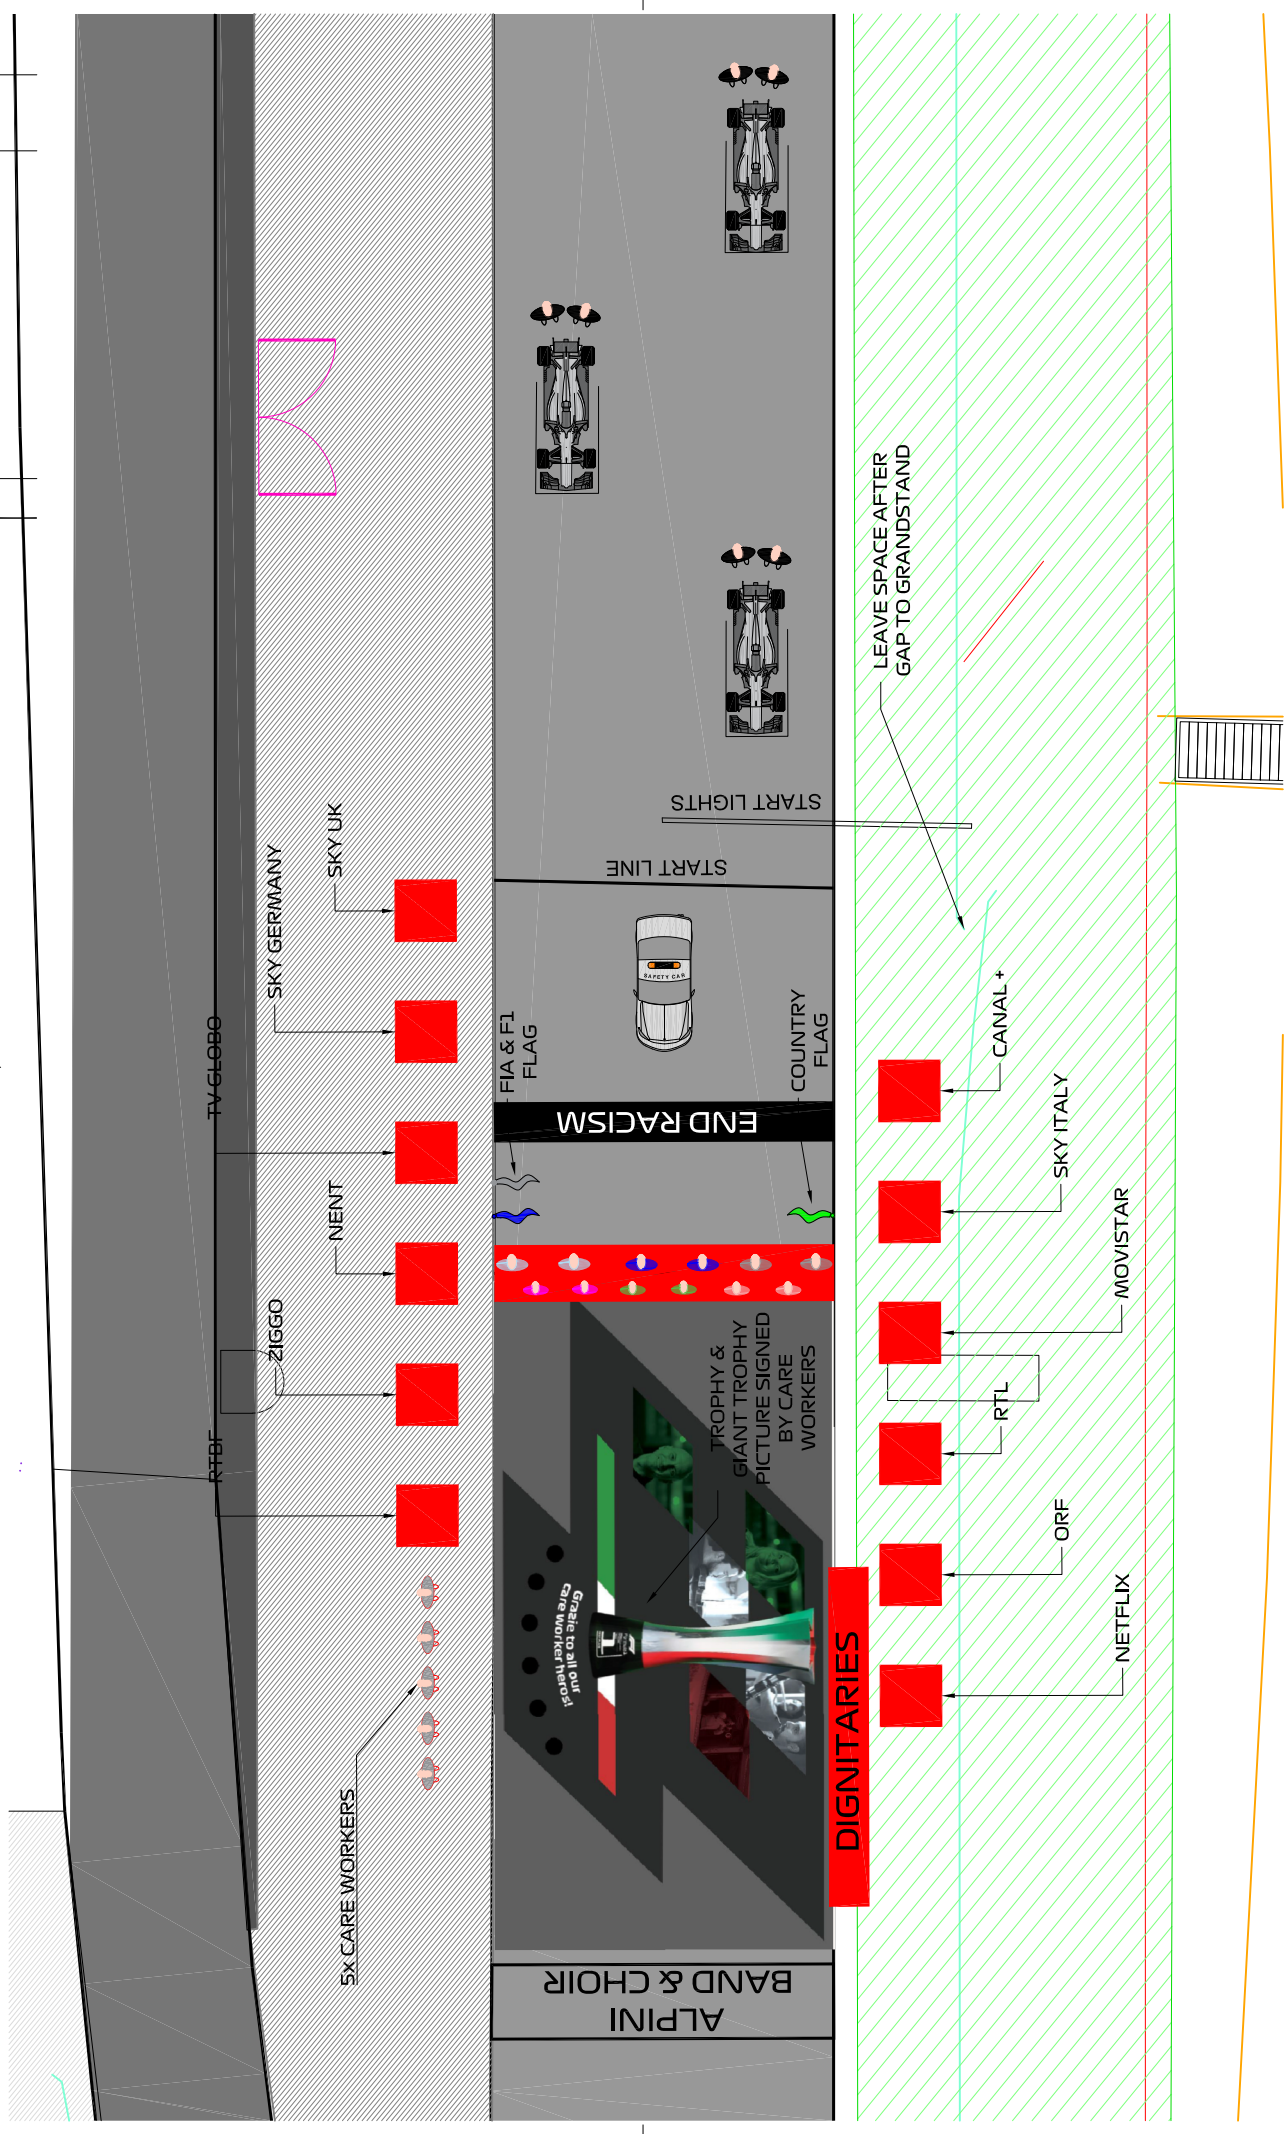 LEAVE SPACE AFTER
GAP TO GRANDSTAND
START LIGHTS
START LINE
SKY UK
SKY GERMANY
TV GLOBO
NENT
ZIGGO
RTBF
SAFETY CAR
FIA & F1
FLAG
COUNTRY
FLAG
END RACISM
CANAL +
SKY ITALY
MOVISTAR
RTL
ORF
NETFLIX
TROPHY &
GIANT TROPHY
PICTURE SIGNED
BY CARE
WORKERS
Grazie to all our
care worker heros!
DIGNITARIES
5x CARE WORKERS
ALPINI
BAND & CHOIR